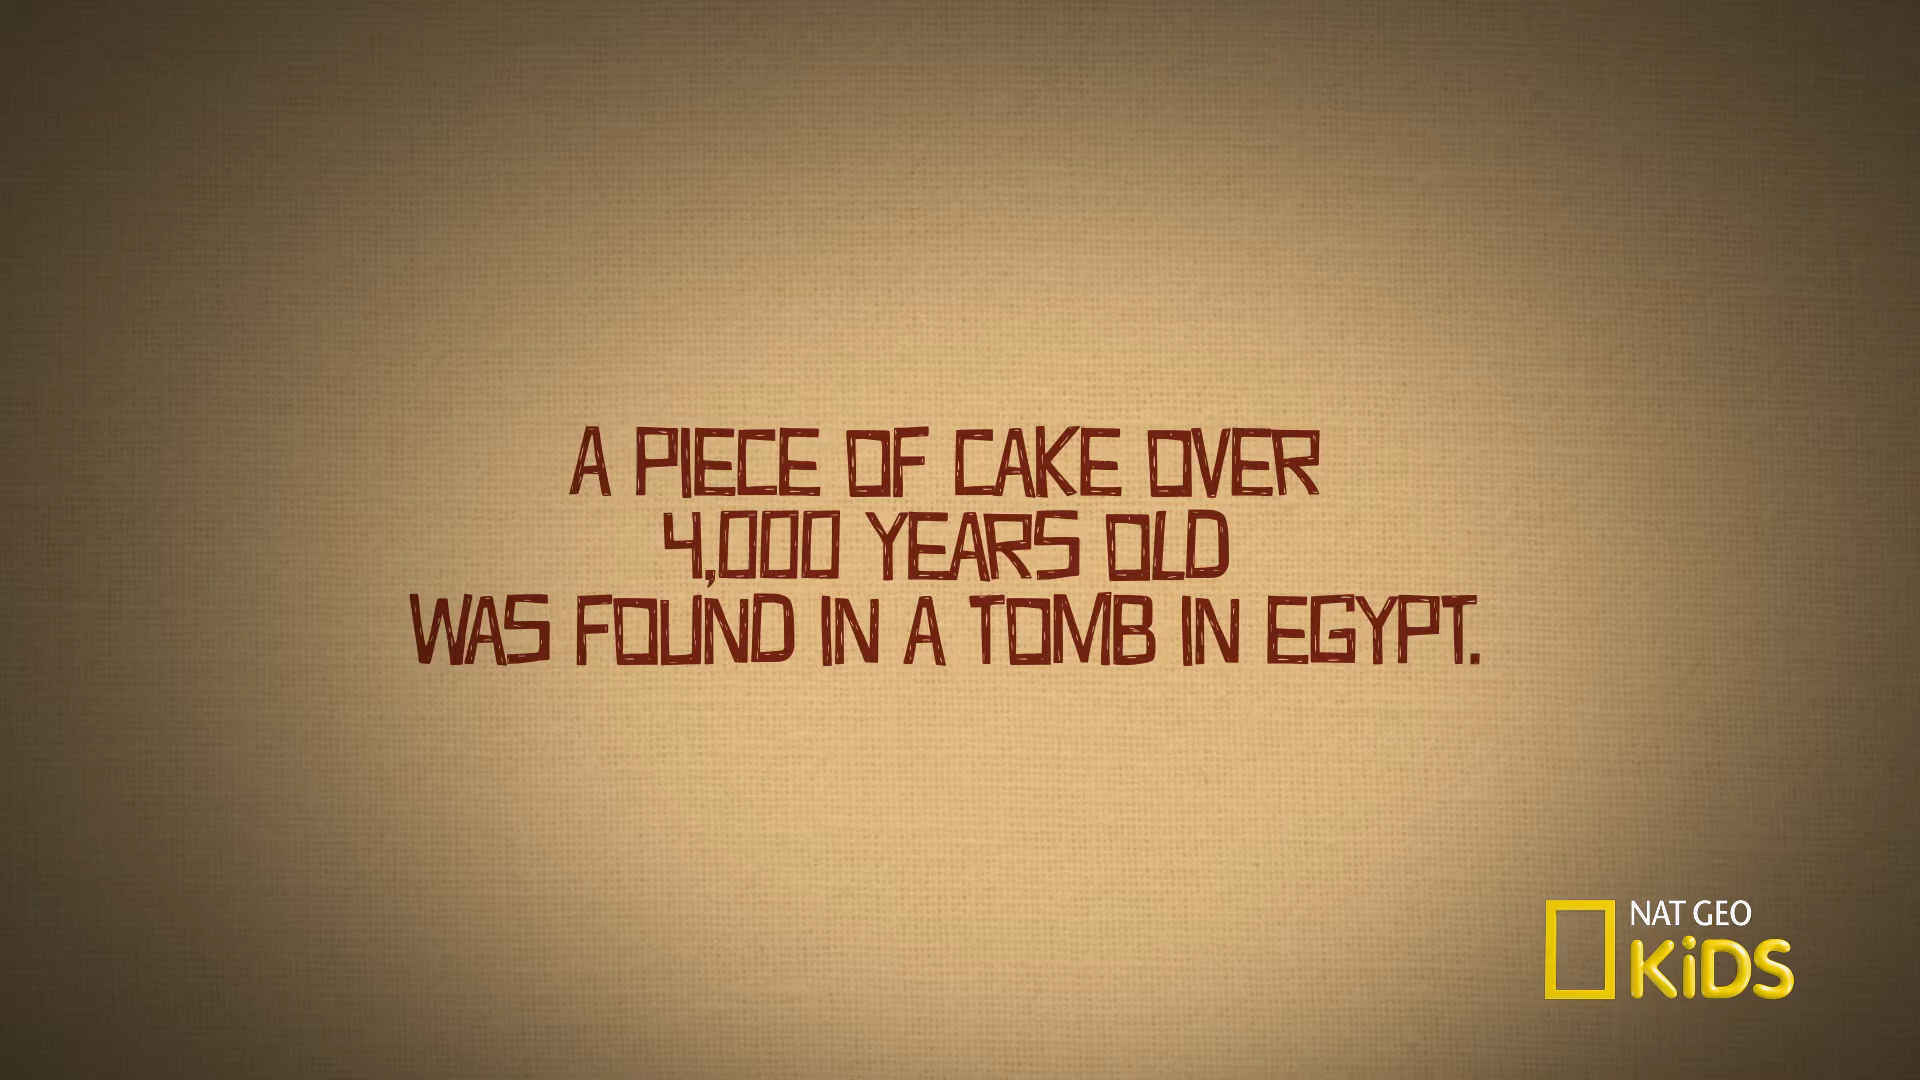 A PIECE OF CAKE OVER
4,000 YEARS OLD
WAS FOUND IN A TOMB IN EGYPT.
NAT GEO
KiDS